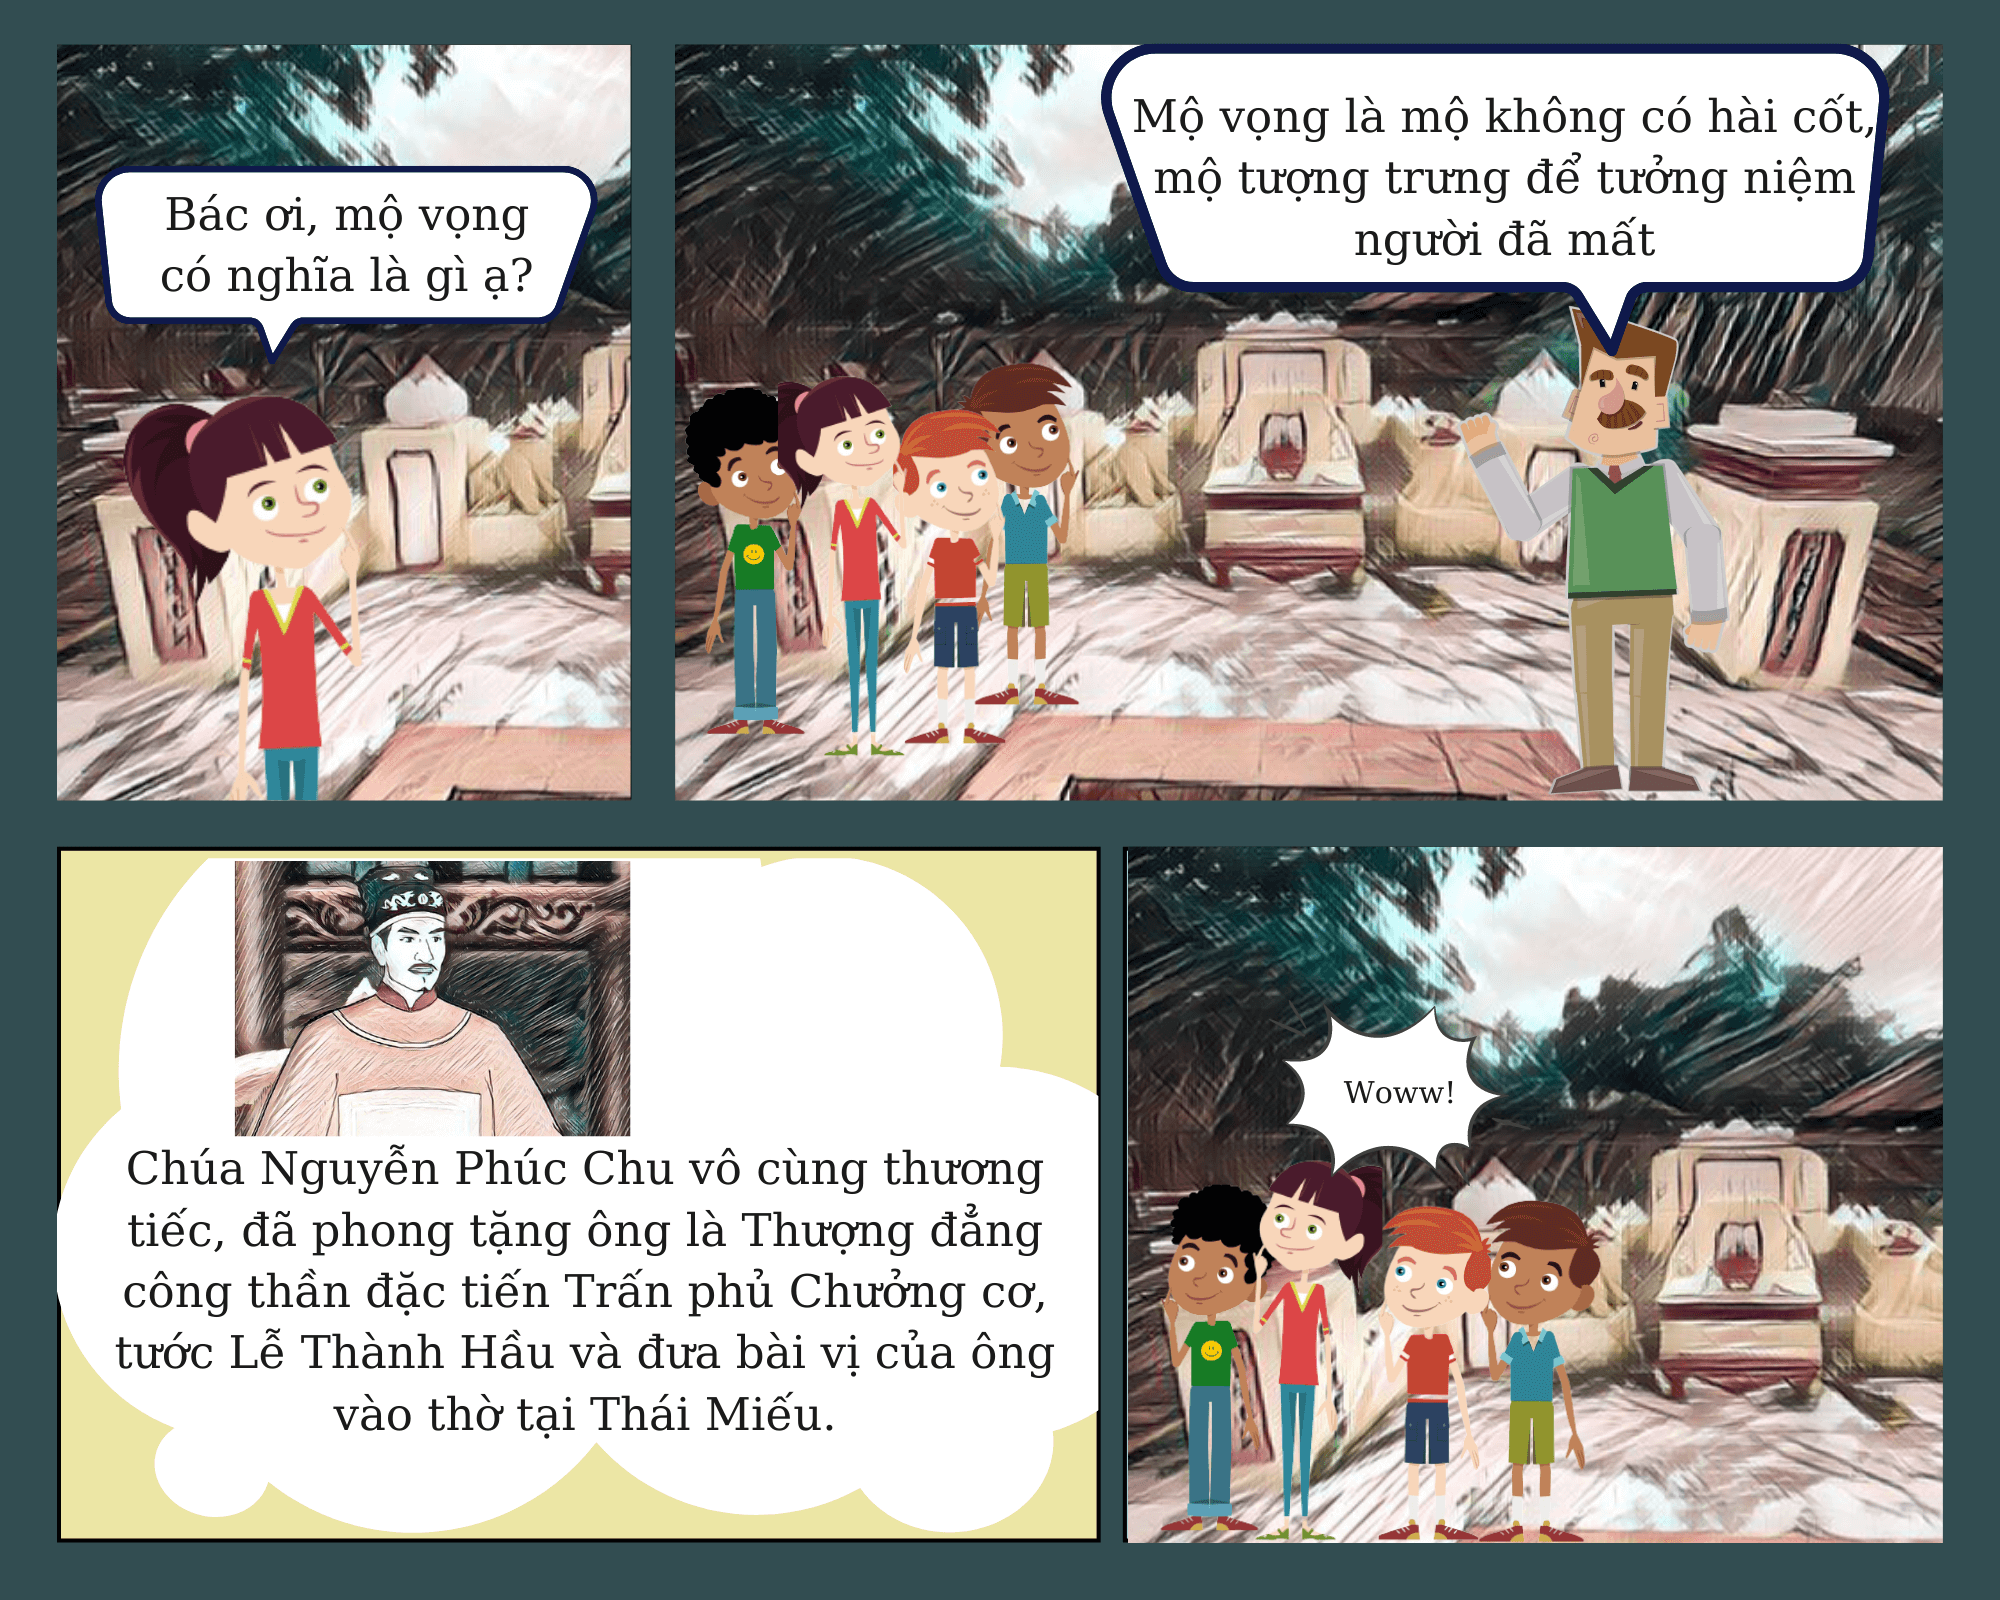 Bác ơi, mộ vọng
có nghĩa là gì ạ?
Mộ vọng là mộ không có hài cốt,
mộ tượng trưng để tưởng niệm
người đã mất
Chúa Nguyễn Phúc Chu vô cùng thương
tiếc, đã phong tặng ông là Thượng đẳng
công thần đặc tiến Trấn phủ Chưởng cơ,
tước Lễ Thành Hầu và đưa bài vị của ông
vào thờ tại Thái Miếu.
Woww!